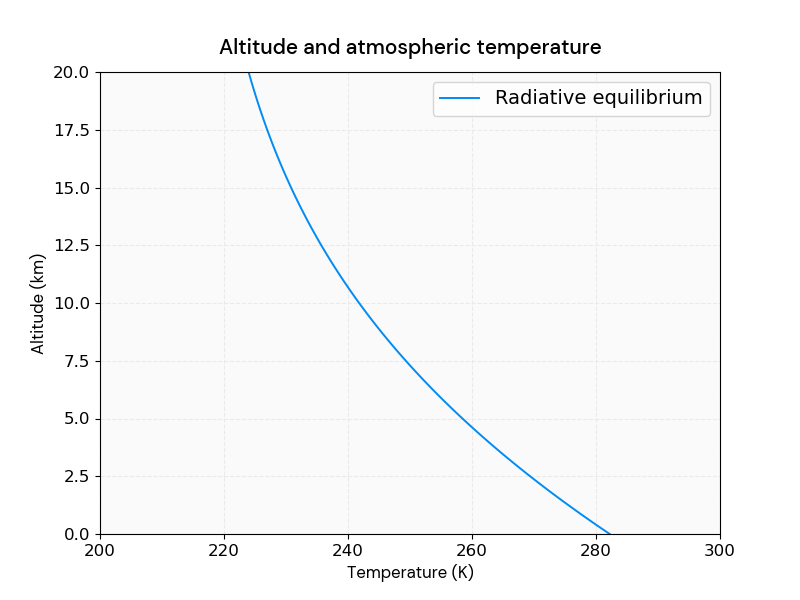 Altitude and atmospheric temperature
Radiative equilibrium
Altitude (km)
20.0
17.5
15.0
12.5
10.0
7.5
5.0
2.5
0.0
200 220 240 260 280 300
Temperature (K)